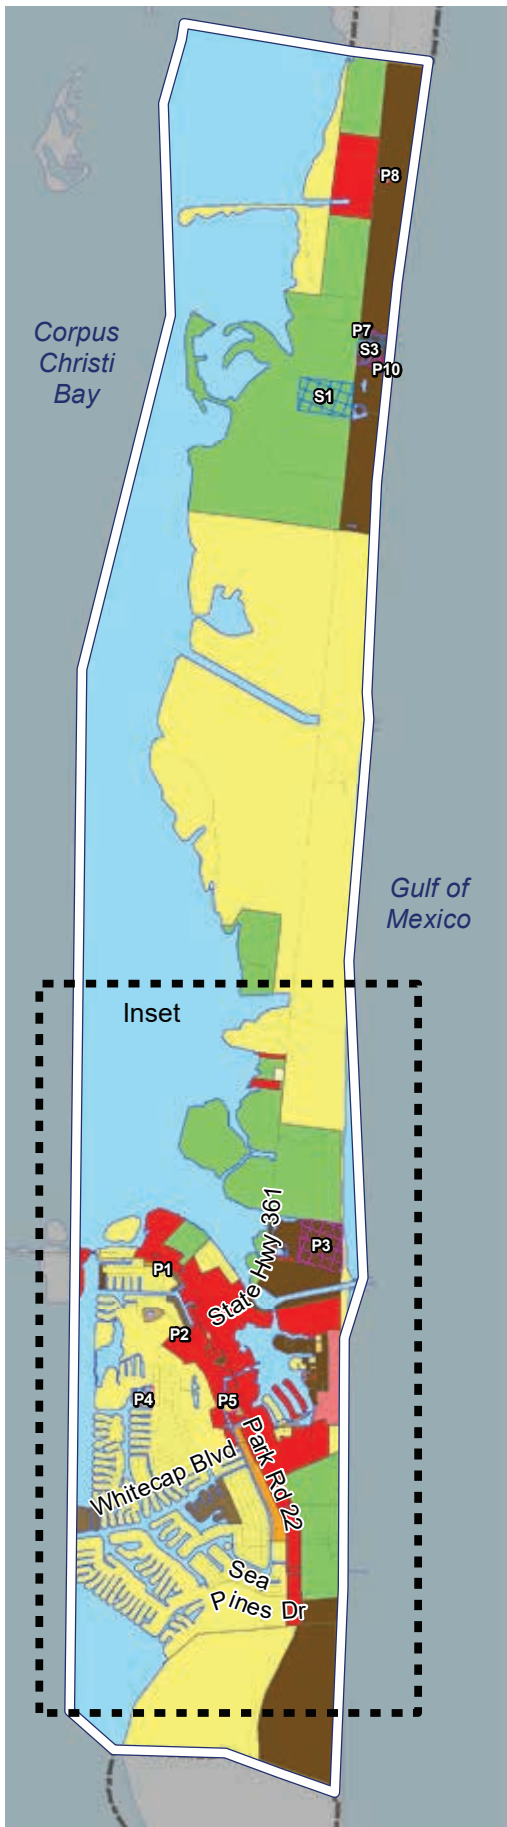 P8
Corpus
Christi
Bay
P7
S3
P10
S1
Gulf of
Mexico
Inset
State Hwy 361
P3
P1
P2
P4
P5
Park Rd 22
Whitecap Blvd
Sea
Pines Dr